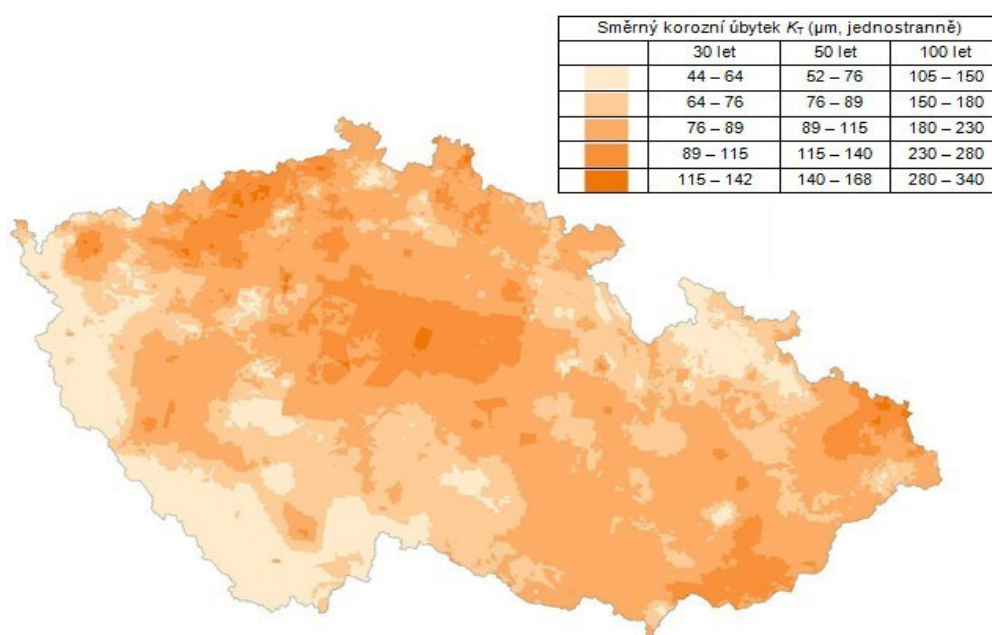 Směrný korozní úbytek KT (µm, jednostranně)
30 let 50 let 100 let
44 – 64 52 – 76 105 – 150
64 – 76 76 – 89 150 – 180
76 – 89 89 – 115 180 – 230
89 – 115 115 – 140 230 – 280
115 – 142 140 – 168 280 – 340